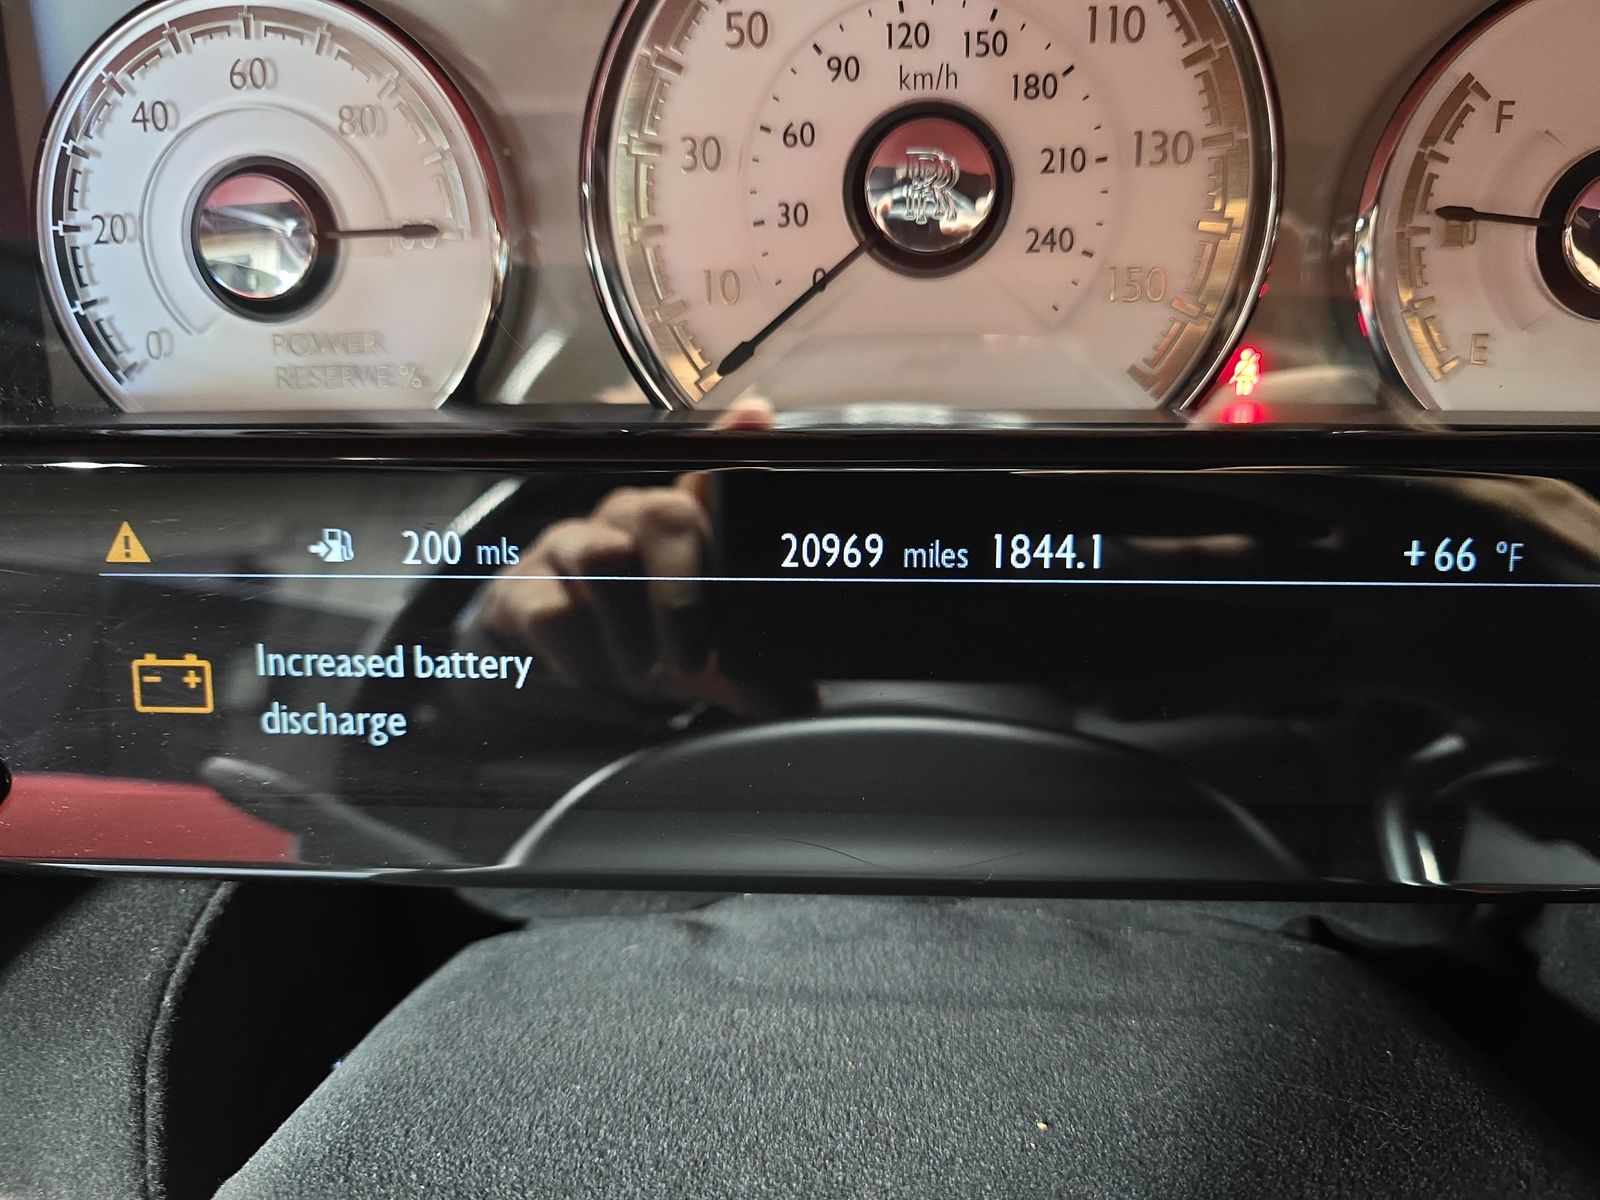 60
40
80
20
100
0
POWER
RESERVE %
50
110
120
90
150
km/h
180
30
60
210
130
30
240
10
0
150
RR
F
E
200 mls
20969 miles 1844.1
+66 °F
- +
Increased battery
discharge